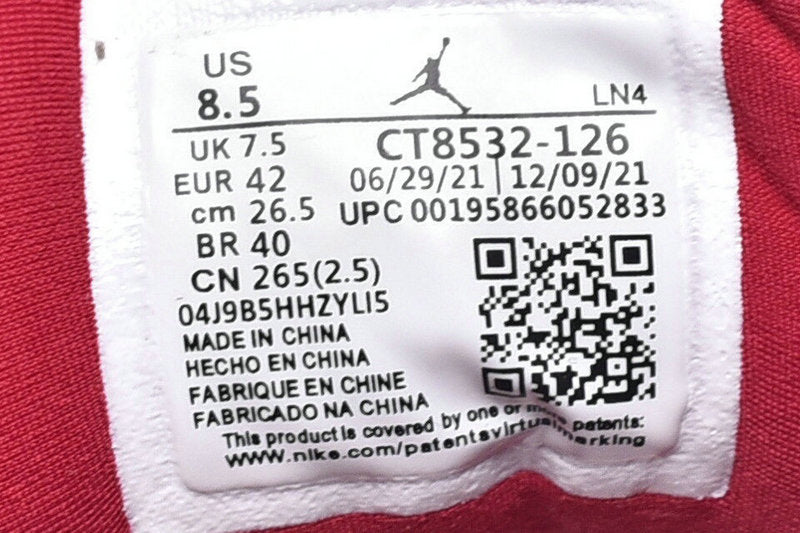 US
8.5
LN4
UK 7.5
CT8532-126
EUR 42
06/29/21 | 12/09/21
cm 26.5
UPC 00195866052833
BR 40
CN 265(2.5)
04J9B5HHZYLI5
MADE IN CHINA
HECHO EN CHINA
FABRIQUE EN CHINE
FABRICADO NA CHINA
This product is covered by one or more patents:
www.nike.com/patentsvirtualmarking